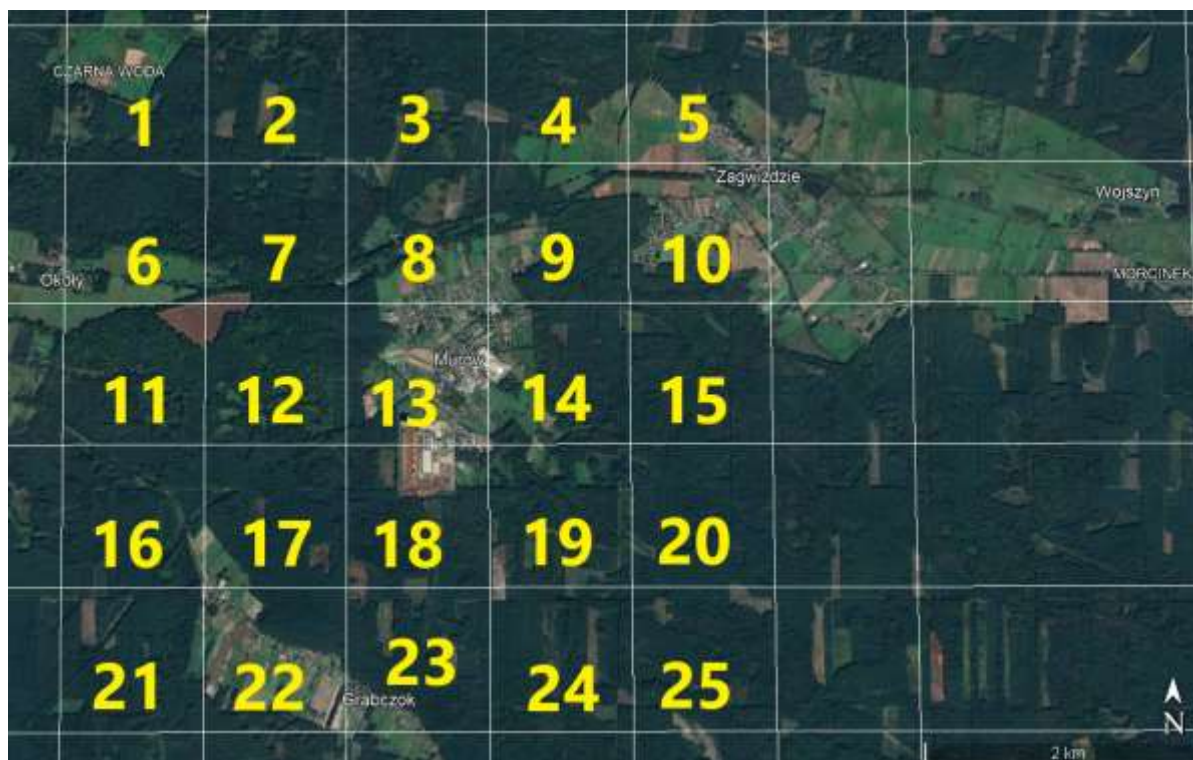 CZARNA WODA
1 2 3 4 5
Zagwiździe
Wojszyn
6 7 8 9 10
Okoły
MORCINEK
Murów
11 12 13 14 15
16 17 18 19 20
21 22 23 24 25
Grabczok
N
2 km